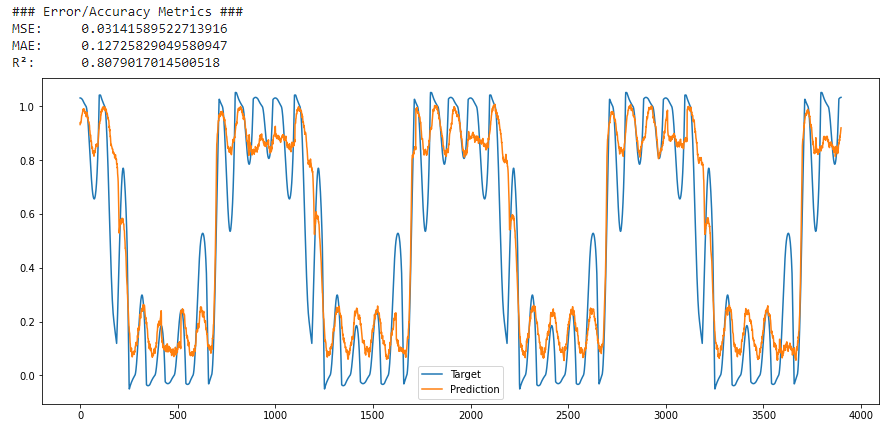 ### Error/Accuracy Metrics ###
MSE: 0.03141589522713916
MAE: 0.12725829049580947
R²: 0.8079017014500518
1.0
0.8
0.6
0.4
0.2
0.0
Target
Prediction
0 500 1000 1500 2000 2500 3000 3500 4000